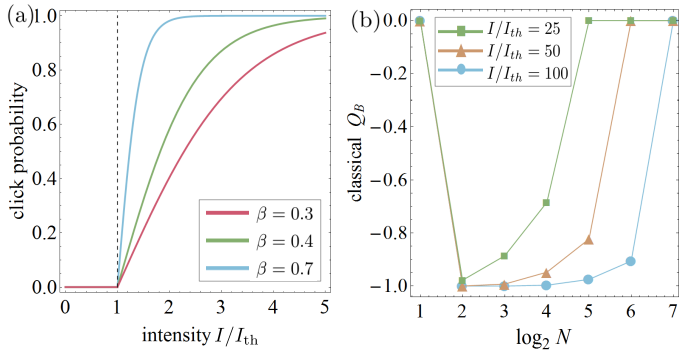 (a)
click probability
1.0
0.8
0.6
0.4
0.2
0.0
0 1 2 3 4 5
intensity I/I_th
β = 0.3
β = 0.4
β = 0.7
(b)
classical Q_B
0.0
−0.2
−0.4
−0.6
−0.8
−1.0
1 2 3 4 5 6 7
log₂ N
I/I_th = 25
I/I_th = 50
I/I_th = 100